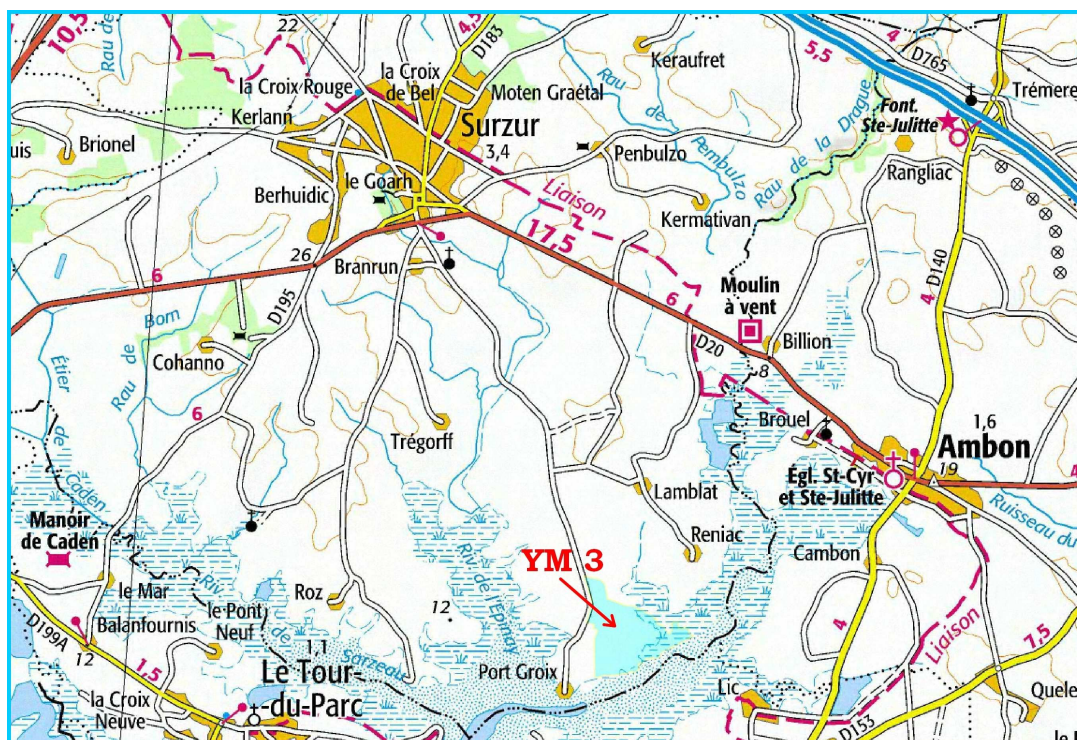 22
4,5
D183
10,5
Rau de
la Croix Rouge
la Croix
de Bel
Moten Graétal
Keraufret
5,5
4
D765
Trémere
Kerlann
Surzur
3,4
Rau de Pembulzo
Rau de la Drague
Font.
Ste-Julitte
Brionel
uis
Penbulzo
Rangliac
le Goarh
Berhuidic
Liaison
17,5
Kermativan
26
Branrun
D140
4
6
D195
Moulin
à vent
6
Rau de Bom
D20
Billion
Étier de Caden
Cohanno
8
6
Trégorff
Brouel
1,6
Ambon
19
4
Égl. St-Cyr
et Ste-Julitte
Lamblat
Ruisseau du
Manoir
de Caden
Reniac
Cambon
YM 3
Riv. de l'Epinay
le Mar
Roz
12
Riv. de Sarzeau
le Pont
Neuf
Balanfournis
D199A
12
1,5
1,1
Le Tour-
-du-Parc
Port Groix
4
Liaison
7,5
Lic
Quele
la Croix
Neuve
D153
le